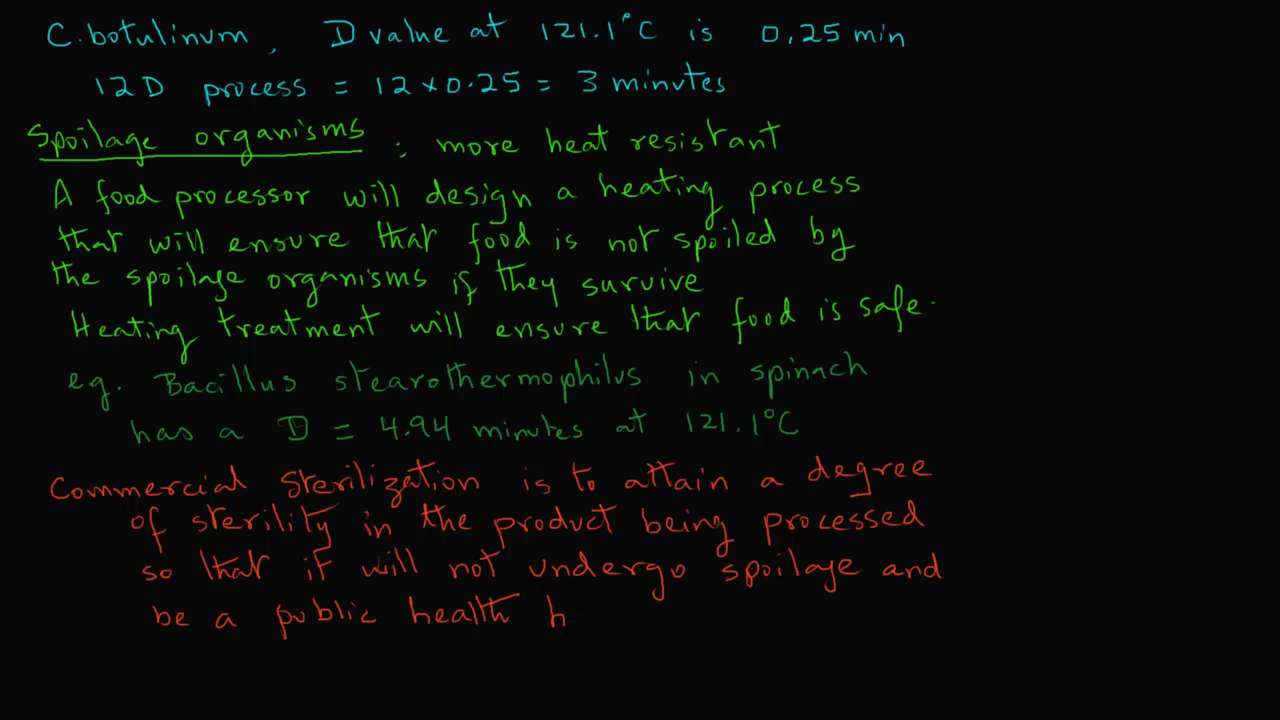 C. botulinum, D value at 121.1°C is 0.25 min
12D process = 12 x 0.25 = 3 minutes
Spoilage organisms : more heat resistant
A food processor will design a heating process
that will ensure that food is not spoiled by
the spoilage organisms if they survive
Heating treatment will ensure that food is safe.
eg. Bacillus stearothermophilus in spinach
has a D = 4.94 minutes at 121.1°C
Commercial sterilization is to attain a degree
of sterility in the product being processed
so that it will not undergo spoilage and
be a public health h